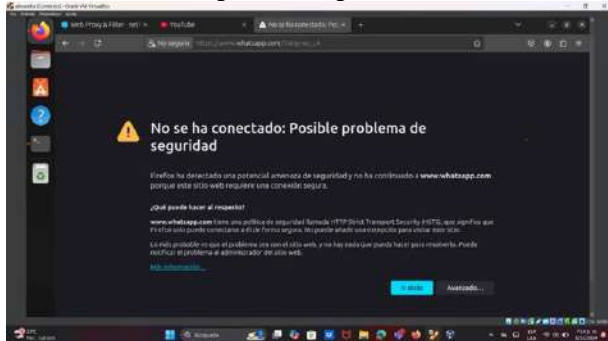 YouTube
No seguro
No se ha conectado: Posible problema de
seguridad
Firefox ha detectado una potencial amenaza de seguridad y no ha continuado a www.whatsapp.com
porque este sitio web requiere una conexión segura.
¿Qué puede hacer al respecto?
www.whatsapp.com tiene una política de seguridad llamada HTTP Strict Transport Security (HSTS), que significa que
Firefox solo puede conectarse a él de forma segura. No puede añadir una excepción para visitar este sitio.
Lo más probable es que el problema sea con el sitio web, y no hay nada que pueda hacer para resolverlo. Puede
notificar el problema al administrador del sitio web.
Más información...
Ir atrás Avanzado...